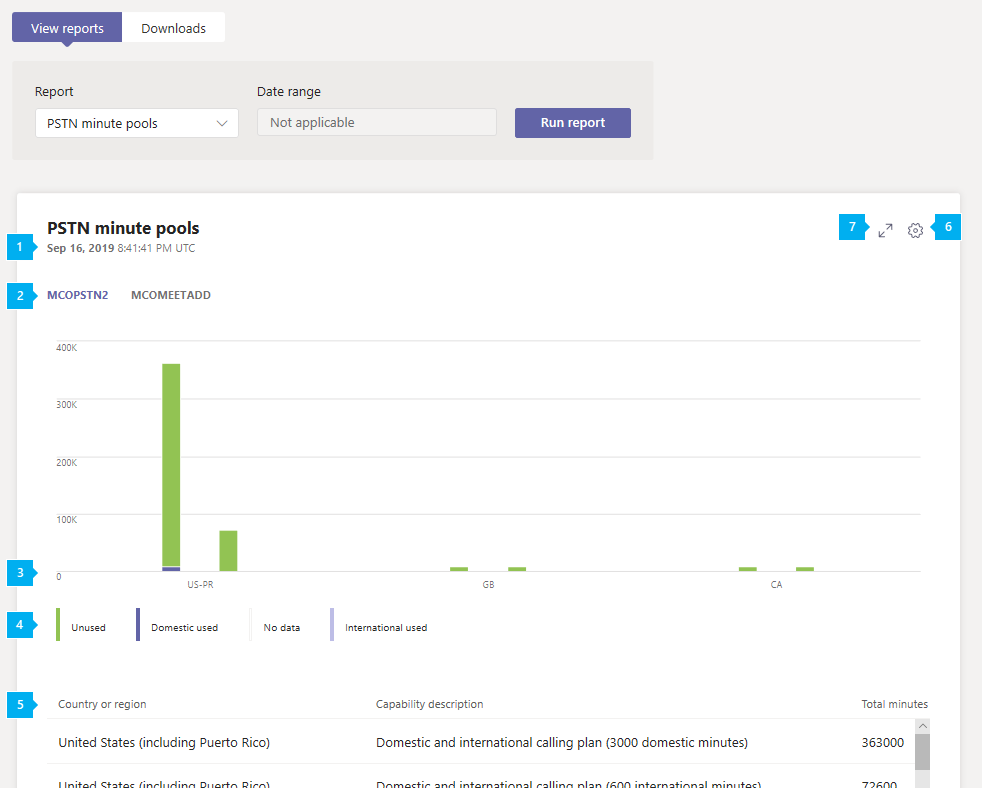 View reports Downloads
Report Date range
PSTN minute pools Not applicable Run report
PSTN minute pools 7 6
1 Sep 16, 2019 8:41:41 PM UTC
2 MCOPSTN2 MCOMEETADD
400K
300K
200K
100K
3 0
US-PR GB CA
4 Unused Domestic used No data International used
5 Country or region Capability description Total minutes
United States (including Puerto Rico) Domestic and international calling plan (3000 domestic minutes) 363000
United States (including Puerto Rico) Domestic and international calling plan (600 international minutes) 72600